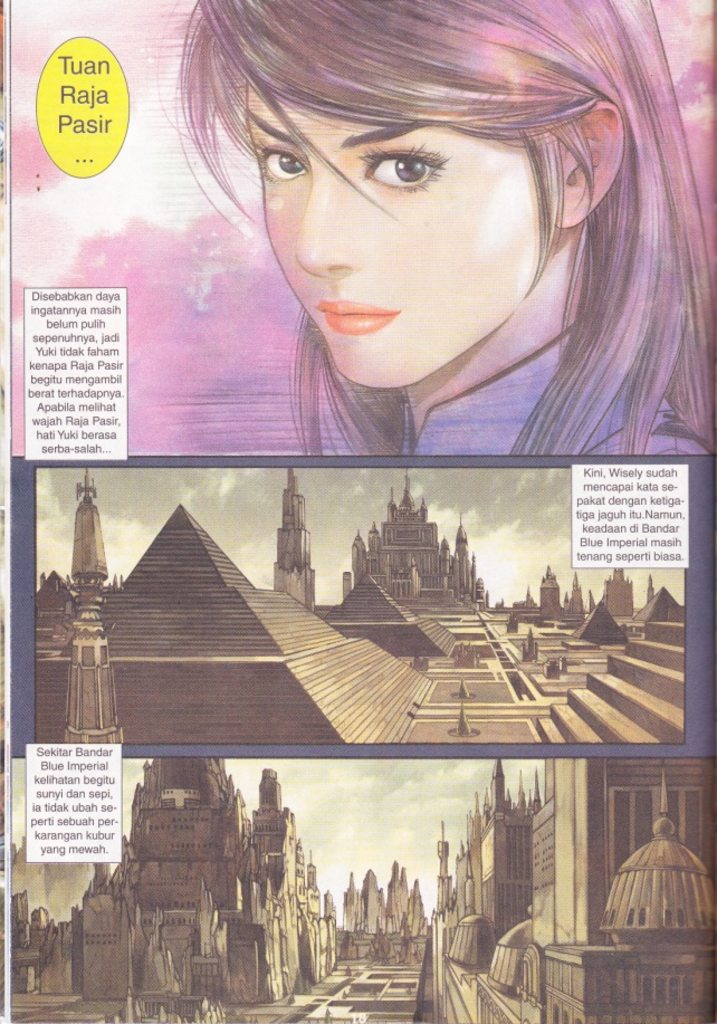 Tuan
Raja
Pasir
...
Disebabkan daya
ingatannya masih
belum pulih
sepenuhnya, jadi
Yuki tidak faham
kenapa Raja Pasir
begitu mengambil
berat terhadapnya.
Apabila melihat
wajah Raja Pasir,
hati Yuki berasa
serba-salah...
Kini, Wisely sudah
mencapai kata se-
pakat dengan ketiga-
tiga jaguh itu.Namun,
keadaan di Bandar
Blue Imperial masih
tenang seperti biasa.
Sekitar Bandar
Blue Imperial
kelihatan begitu
sunyi dan sepi,
ia tidak ubah se-
perti sebuah per-
karangan kubur
yang mewah.
18